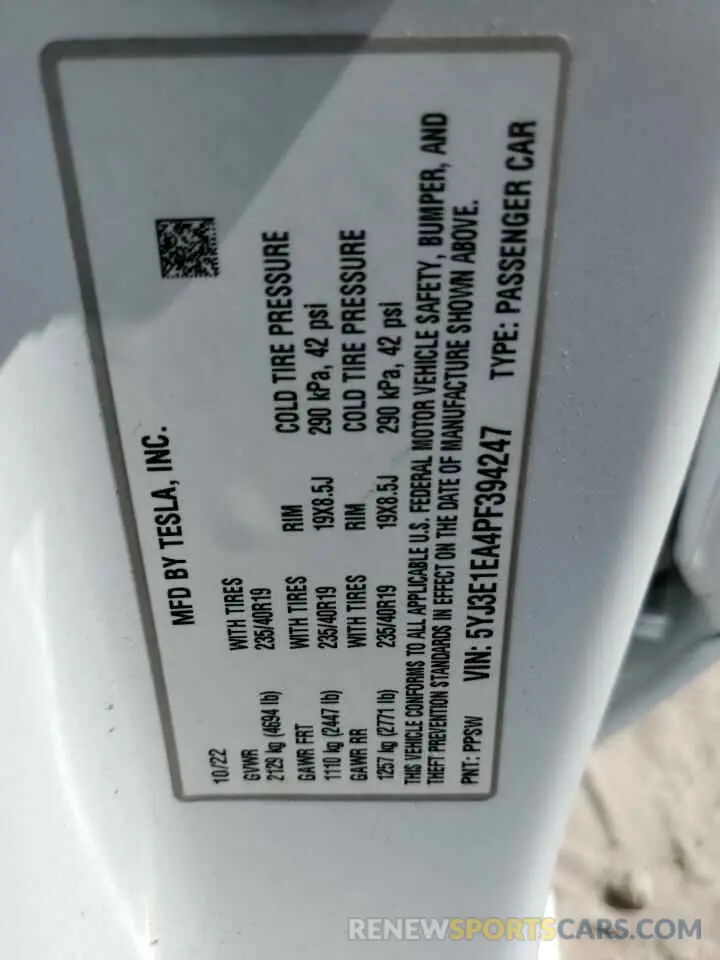 MFD BY TESLA, INC.
10/22
GVWR WITH TIRES RIM COLD TIRE PRESSURE
2129 kg (4694 lb) 235/40R19
GAWR FRT WITH TIRES RIM COLD TIRE PRESSURE
1110 kg (2447 lb) 235/40R19 19X8.5J 290 kPa, 42 psi
GAWR RR WITH TIRES RIM COLD TIRE PRESSURE
1257 kg (2771 lb) 235/40R19 19X8.5J 290 kPa, 42 psi
THIS VEHICLE CONFORMS TO ALL APPLICABLE U.S. FEDERAL MOTOR VEHICLE SAFETY, BUMPER, AND
THEFT PREVENTION STANDARDS IN EFFECT ON THE DATE OF MANUFACTURE SHOWN ABOVE.
PNT: PPSW VIN: 5YJ3E1EA4PF394247 TYPE: PASSENGER CAR
RENEWSPORTSCARS.COM